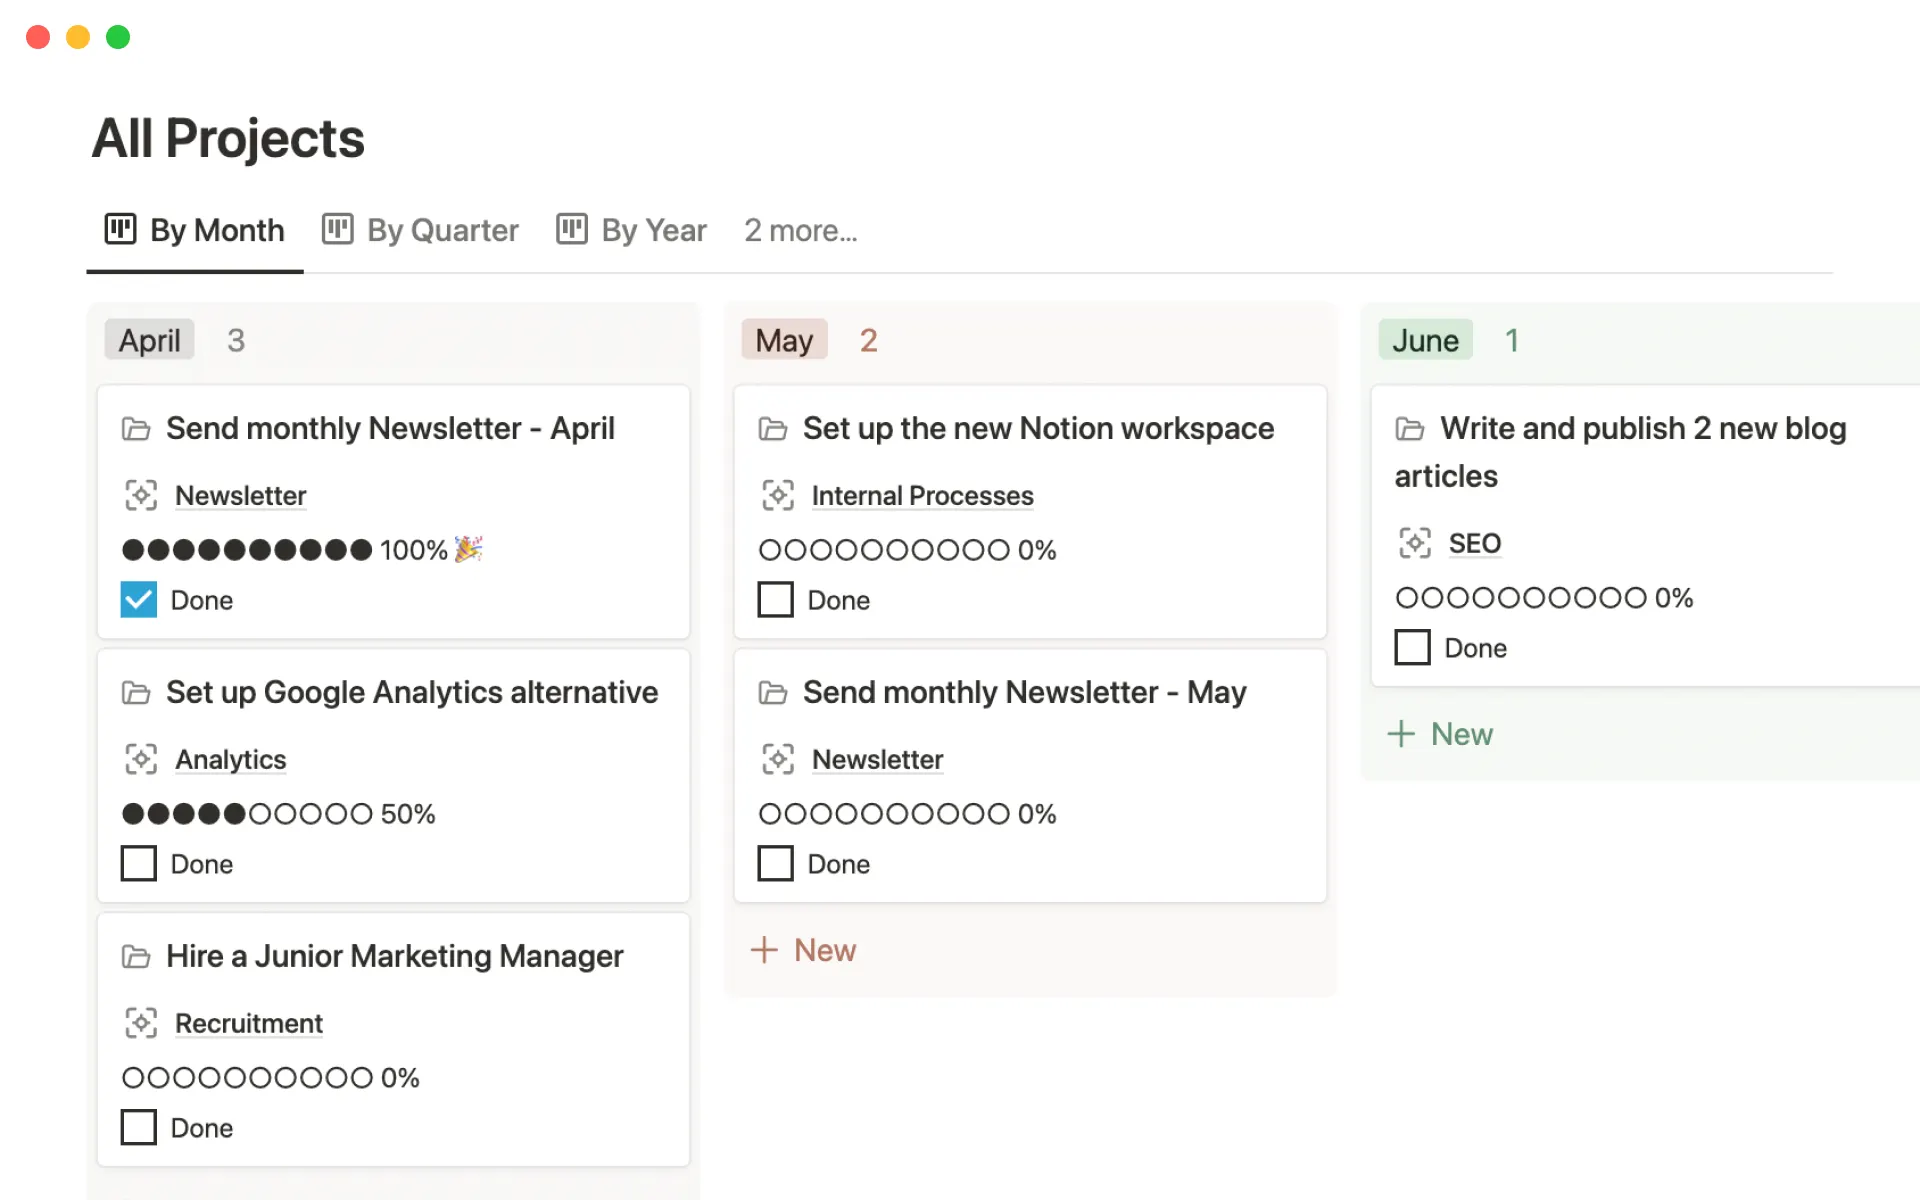 All Projects
By Month By Quarter By Year 2 more...
April 3
Send monthly Newsletter - April
Newsletter
●●●●●●●●●● 100% 🎉
Done
Set up Google Analytics alternative
Analytics
●●●●●○○○○○ 50%
Done
Hire a Junior Marketing Manager
Recruitment
○○○○○○○○○○ 0%
Done
May 2
Set up the new Notion workspace
Internal Processes
○○○○○○○○○○ 0%
Done
Send monthly Newsletter - May
Newsletter
○○○○○○○○○○ 0%
Done
+ New
June 1
Write and publish 2 new blog
articles
SEO
○○○○○○○○○○ 0%
Done
+ New